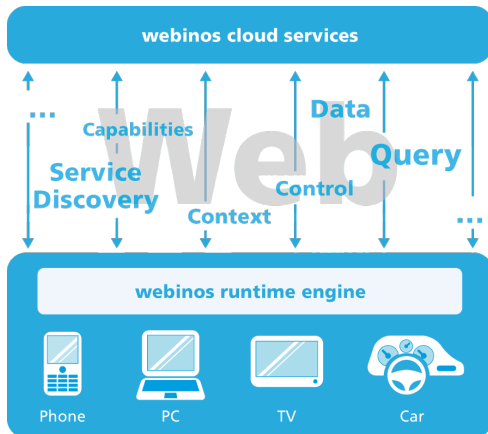 webinos cloud services
...
Data
Capabilities
Web
Query
Service
Discovery
Control
Context
...
webinos runtime engine
Phone
PC
TV
Car